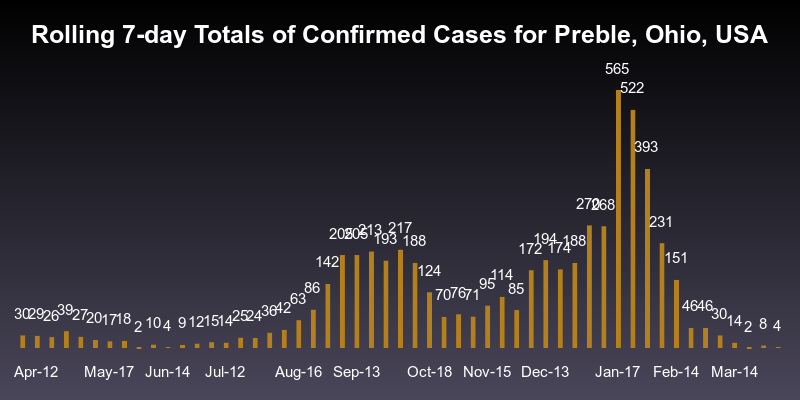 Rolling 7-day Totals of Confirmed Cases for Preble, Ohio, USA
30 29 26 39 27 20 17 18 2 10 4 9 12 15 14 25 24 36 42 63 86 142 205 205 213 193 217 188 124 70 76 71 95 114 85 172 194 174 188 270 268 565 522 393 231 151 46 46 30 14 2 8 4
Apr-12 May-17 Jun-14 Jul-12 Aug-16 Sep-13 Oct-18 Nov-15 Dec-13 Jan-17 Feb-14 Mar-14